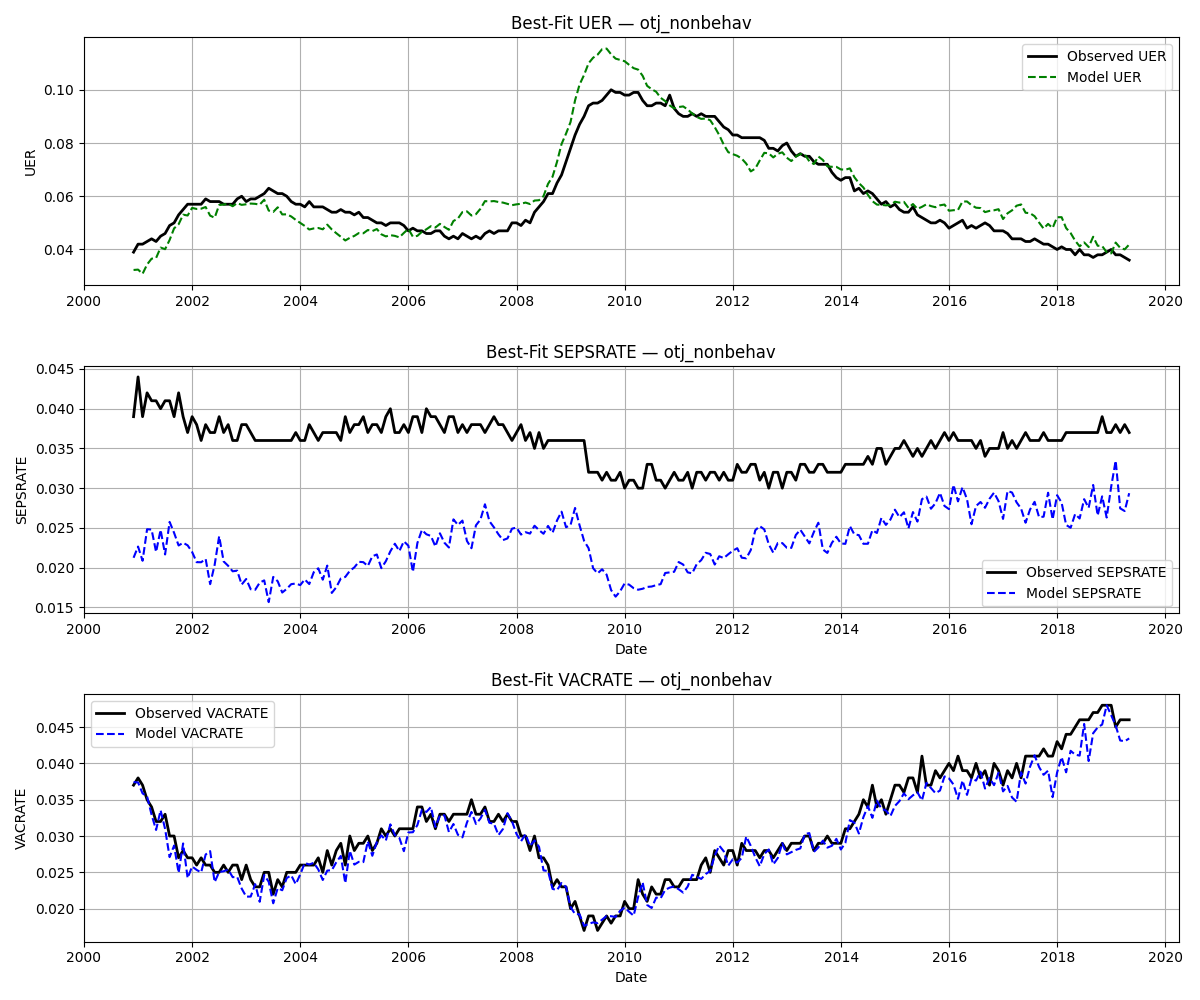 Best-Fit UER — otj_nonbehav
UER
0.10
0.08
0.06
0.04
Observed UER
Model UER
2000 2002 2004 2006 2008 2010 2012 2014 2016 2018 2020
Best-Fit SEPSRATE — otj_nonbehav
SEPSRATE
0.045
0.040
0.035
0.030
0.025
0.020
0.015
Observed SEPSRATE
Model SEPSRATE
2000 2002 2004 2006 2008 2010 2012 2014 2016 2018 2020
Date
Best-Fit VACRATE — otj_nonbehav
VACRATE
Observed VACRATE
Model VACRATE
0.045
0.040
0.035
0.030
0.025
0.020
2000 2002 2004 2006 2008 2010 2012 2014 2016 2018 2020
Date